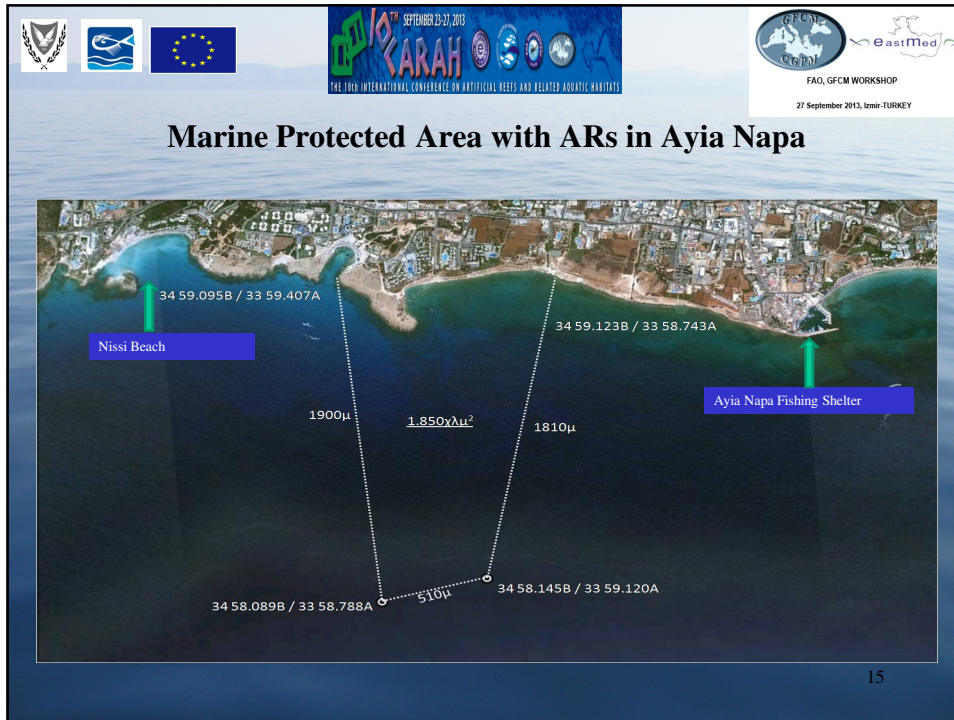 10TH SEPTEMBER 23-27, 2013
CARAH
THE 10th INTERNATIONAL CONFERENCE ON ARTIFICIAL REEFS AND RELATED AQUATIC HABITATS
GFCM
CGPM
eastmed
FAO, GFCM WORKSHOP
27 September 2013, Izmir-TURKEY
Marine Protected Area with ARs in Ayia Napa
34 59.095B / 33 59.407A
Nissi Beach
34 59.123B / 33 58.743A
Ayia Napa Fishing Shelter
1900μ
1.850χλμ²
1810μ
34 58.089B / 33 58.788A
510μ
34 58.145B / 33 59.120A
15